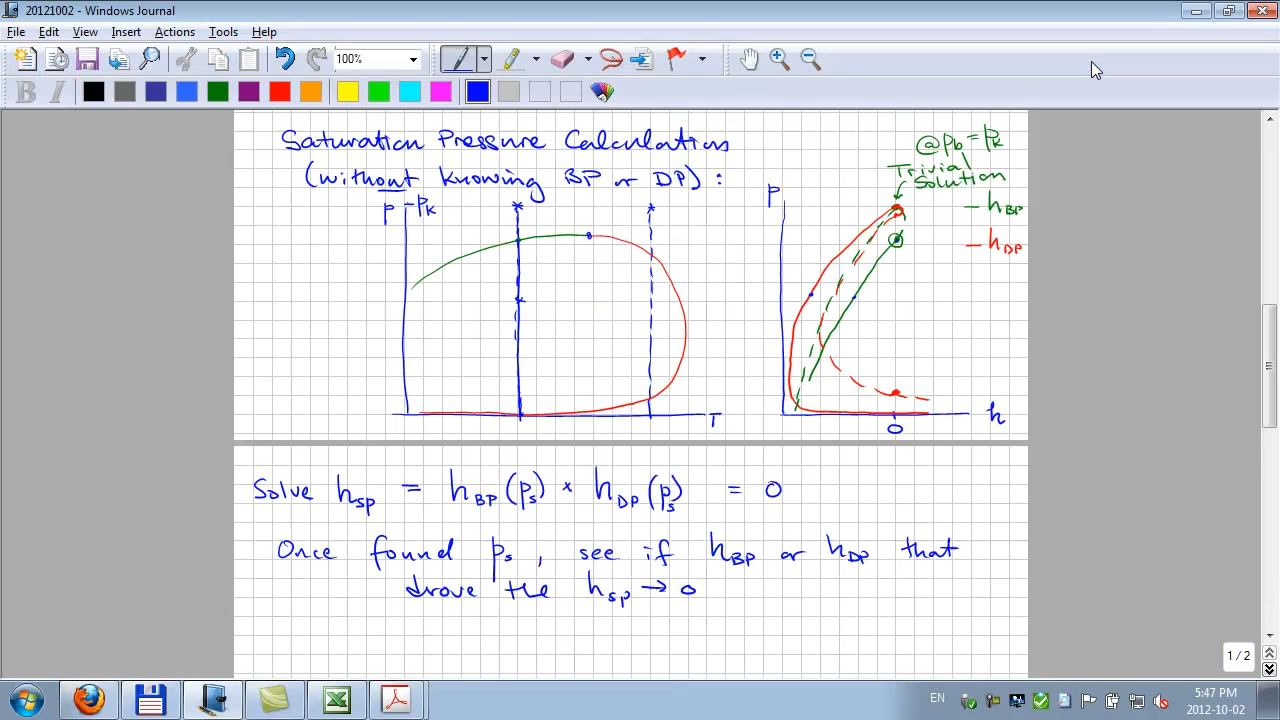 20121002 - Windows Journal
File Edit View Insert Actions Tools Help
100%
B I
Saturation Pressure Calculation
(without knowing BP or DP) :
P PK
T
@Pb = PK
Trivial
Solution
P
— hBP
— hDP
h
0
Solve hSP = hBP (Ps) * hDP (Ps) = 0
Once found Ps, see if hBP or hDP that
drove the hSP → 0
1 / 2
EN
5:47 PM
2012-10-02